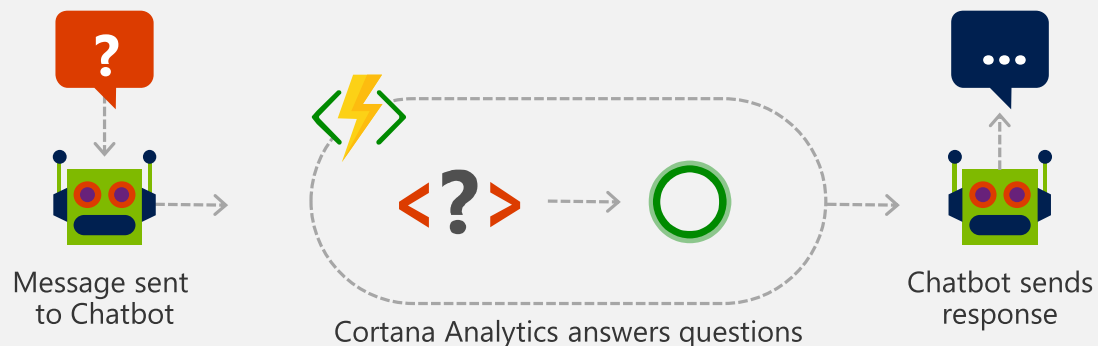 ?
...
< ? >
Message sent
to Chatbot
Cortana Analytics answers questions
Chatbot sends
response